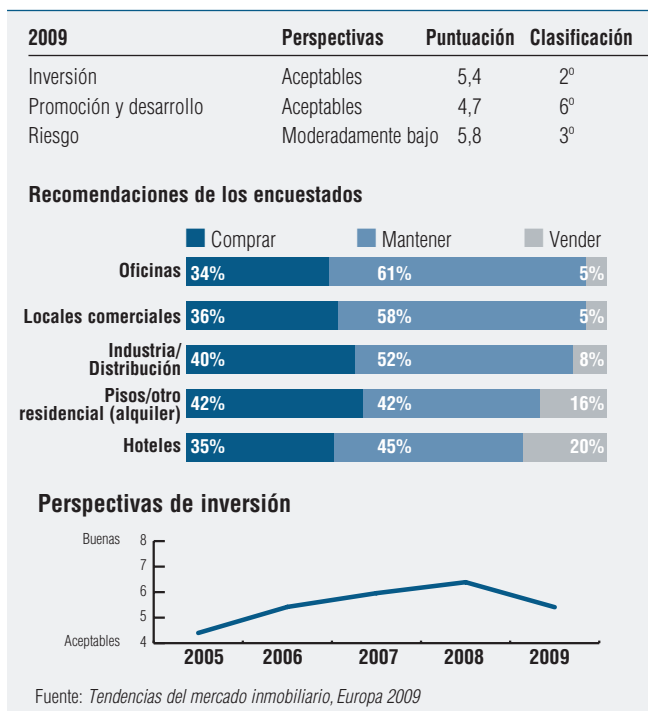 2009 Perspectivas Puntuación Clasificación
Inversión Aceptables 5,4 2º
Promoción y desarrollo Aceptables 4,7 6º
Riesgo Moderadamente bajo 5,8 3º
Recomendaciones de los encuestados
Comprar Mantener Vender
Oficinas 34% 61% 5%
Locales comerciales 36% 58% 5%
Industria/
Distribución 40% 52% 8%
Pisos/otro
residencial (alquiler) 42% 42% 16%
Hoteles 35% 45% 20%
Perspectivas de inversión
Buenas 8
7
6
5
Aceptables 4
2005 2006 2007 2008 2009
Fuente: Tendencias del mercado inmobiliario, Europa 2009